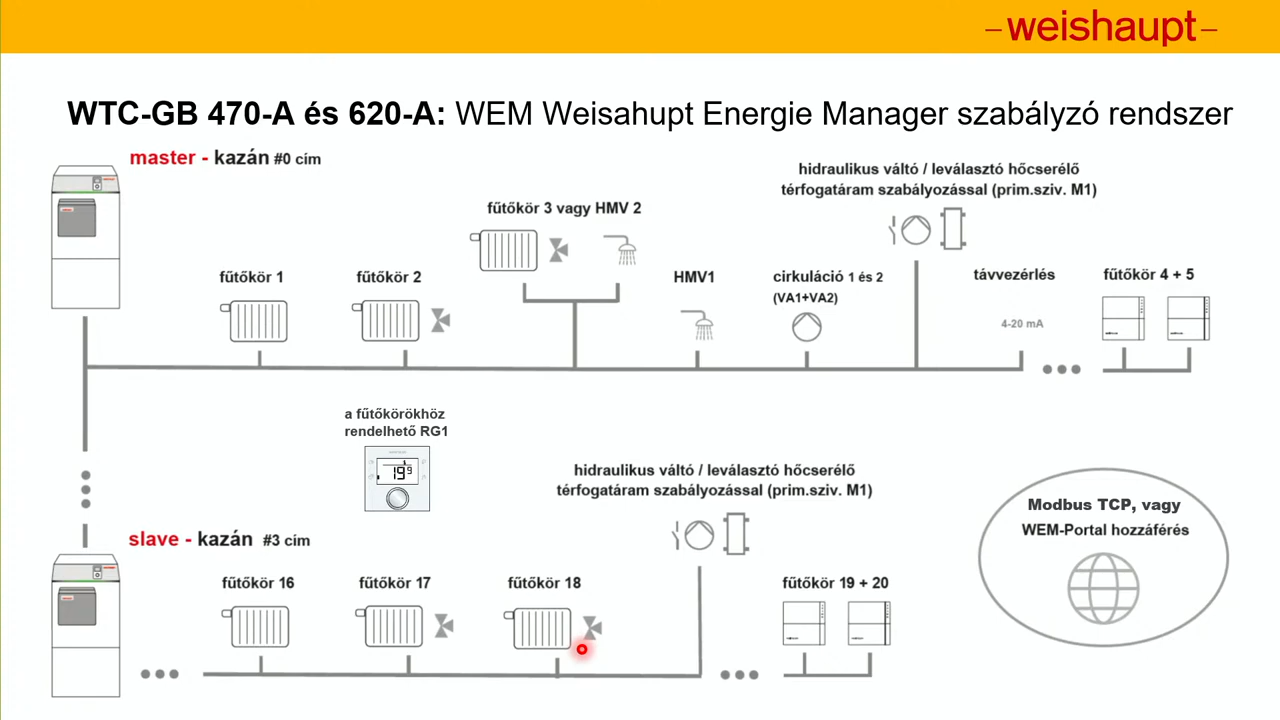 –weishaupt–
WTC-GB 470-A és 620-A: WEM Weisahupt Energie Manager szabályzó rendszer
master - kazán #0 cím
hidraulikus váltó / leválasztó hőcserélő
térfogatáram szabályozással (prim.sziv. M1)
fűtőkör 3 vagy HMV 2
fűtőkör 1
fűtőkör 2
HMV1
cirkuláció 1 és 2
(VA1+VA2)
távvezérlés
fűtőkör 4 + 5
4-20 mA
a fűtőkörökhöz
rendelhető RG1
19⁹
hidraulikus váltó / leválasztó hőcserélő
térfogatáram szabályozással (prim.sziv. M1)
Modbus TCP, vagy
WEM-Portal hozzáférés
slave - kazán #3 cím
fűtőkör 16
fűtőkör 17
fűtőkör 18
fűtőkör 19 + 20